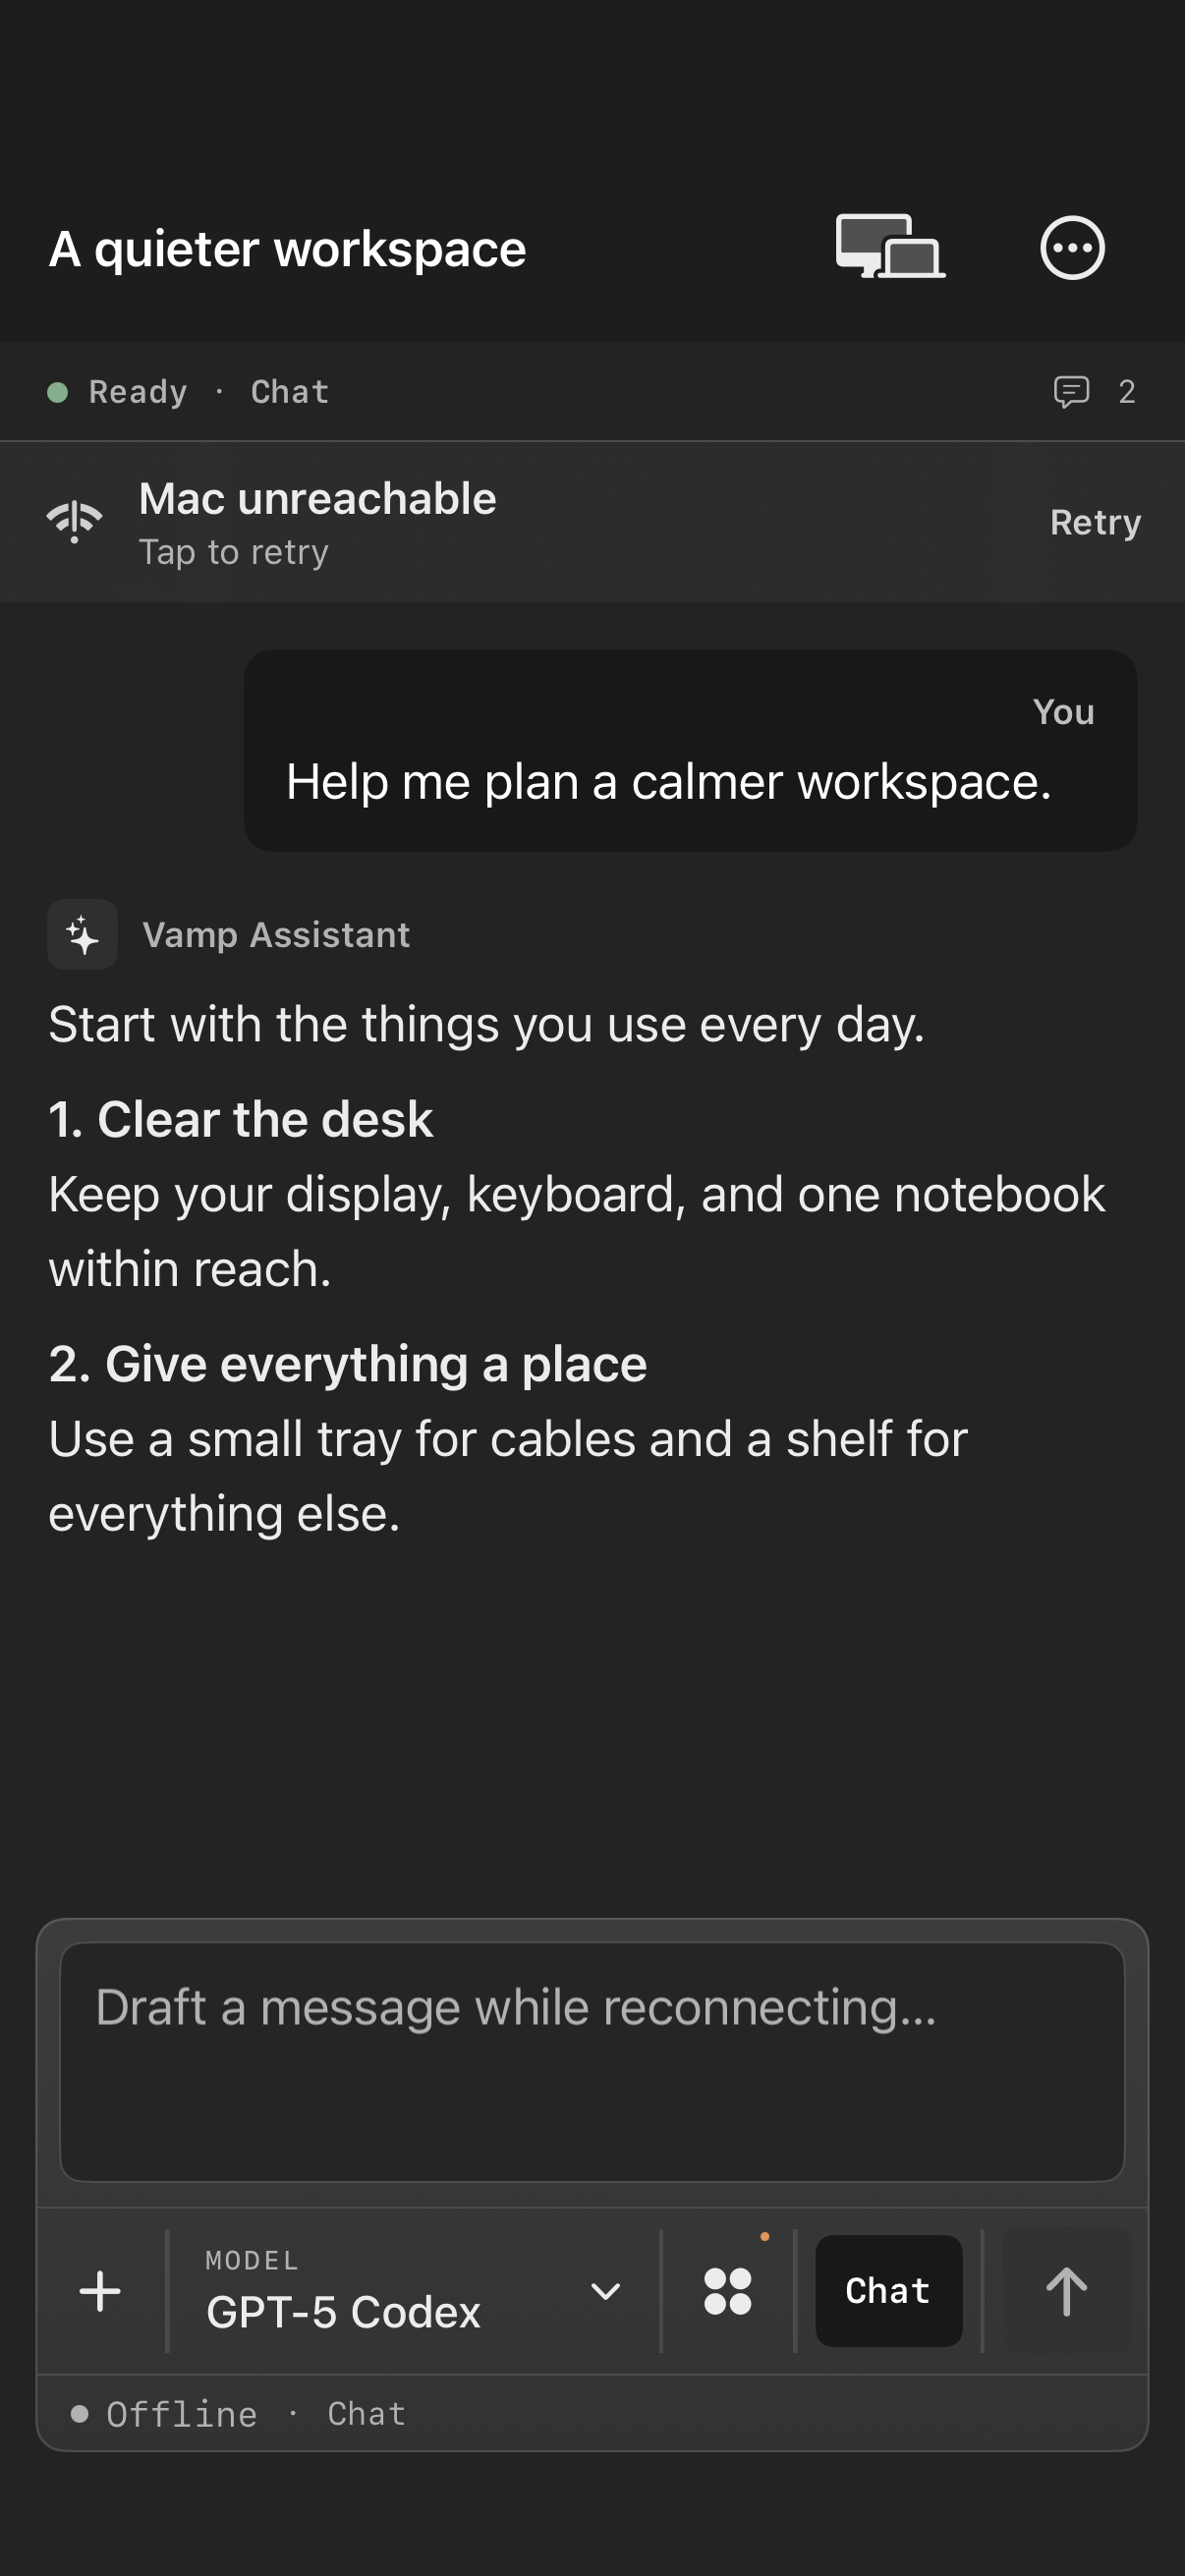 A quieter workspace
Ready · Chat
2
Mac unreachable
Tap to retry
Retry
You
Help me plan a calmer workspace.
Vamp Assistant
Start with the things you use every day.
1. Clear the desk
Keep your display, keyboard, and one notebook
within reach.
2. Give everything a place
Use a small tray for cables and a shelf for
everything else.
Draft a message while reconnecting...
MODEL
GPT-5 Codex
Chat
Offline · Chat